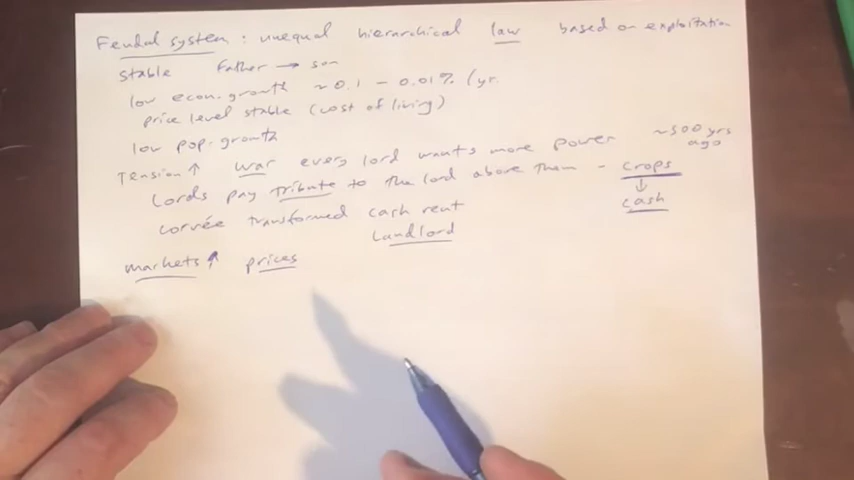 Feudal system : unequal hierarchical law based on exploitation
stable Father → son
low econ. growth ~0.1 - 0.01% /yr.
price level stable (cost of living)
low pop. growth
Tension ↑ war every lord wants more power ~500 yrs ago
Lords pay tribute to the lord above them - crops
↓
corvée transformed cash rent cash
Landlord
markets ↑ prices